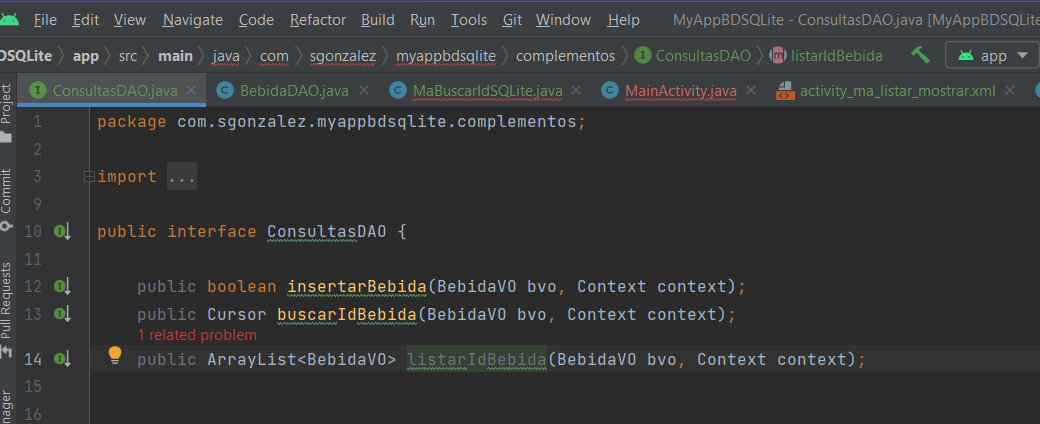 File Edit View Navigate Code Refactor Build Run Tools Git Window Help MyAppBDSQLite - ConsultasDAO.java [MyAppBDSQLite
DSQLite app src main java com sgonzalez myappbdsqlite complementos ConsultasDAO listarIdBebida app
ConsultasDAO.java BebidaDAO.java MaBuscarIdSQLite.java MainActivity.java activity_ma_listar_mostrar.xml
Project
Commit
Pull Requests
nager
1 package com.sgonzalez.myappbdsqlite.complementos;
2
3 import ...
9
10 public interface ConsultasDAO {
11
12 public boolean insertarBebida(BebidaVO bvo, Context context);
13 public Cursor buscarIdBebida(BebidaVO bvo, Context context);
1 related problem
14 public ArrayList<BebidaVO> listarIdBebida(BebidaVO bvo, Context context);
15
16